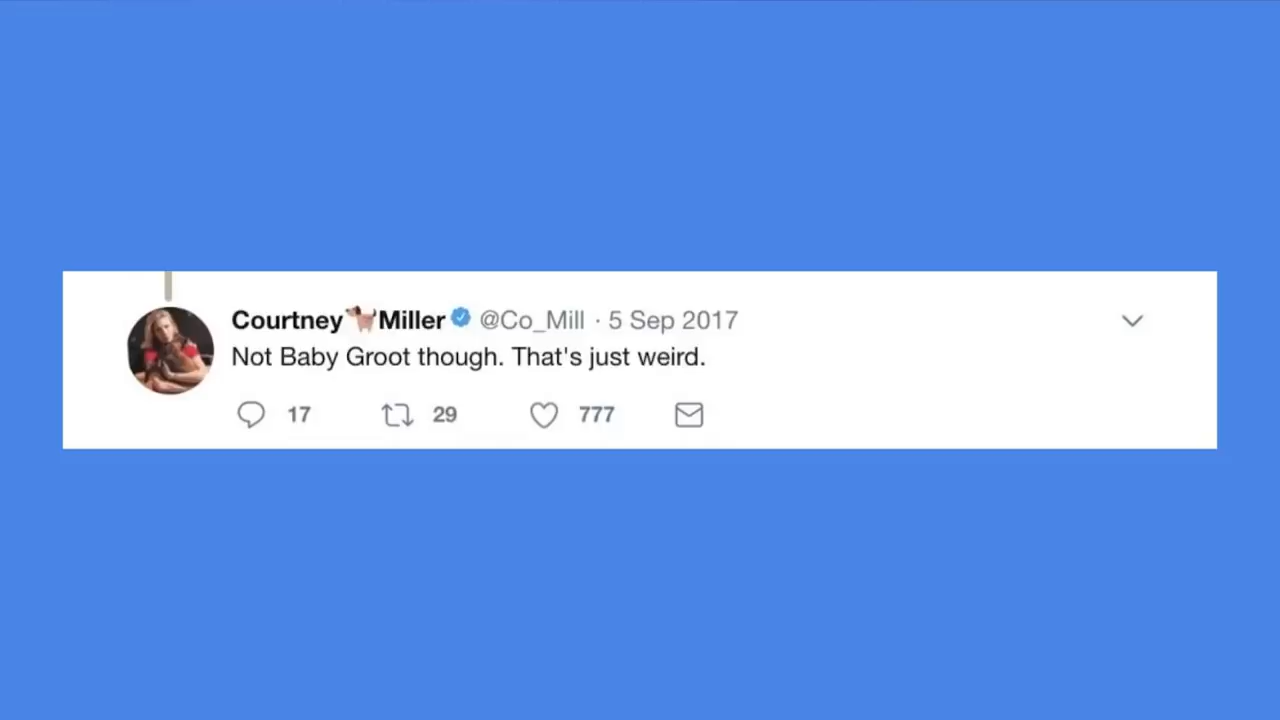 Courtney🐕Miller @Co_Mill · 5 Sep 2017
Not Baby Groot though. That's just weird.
17 29 777